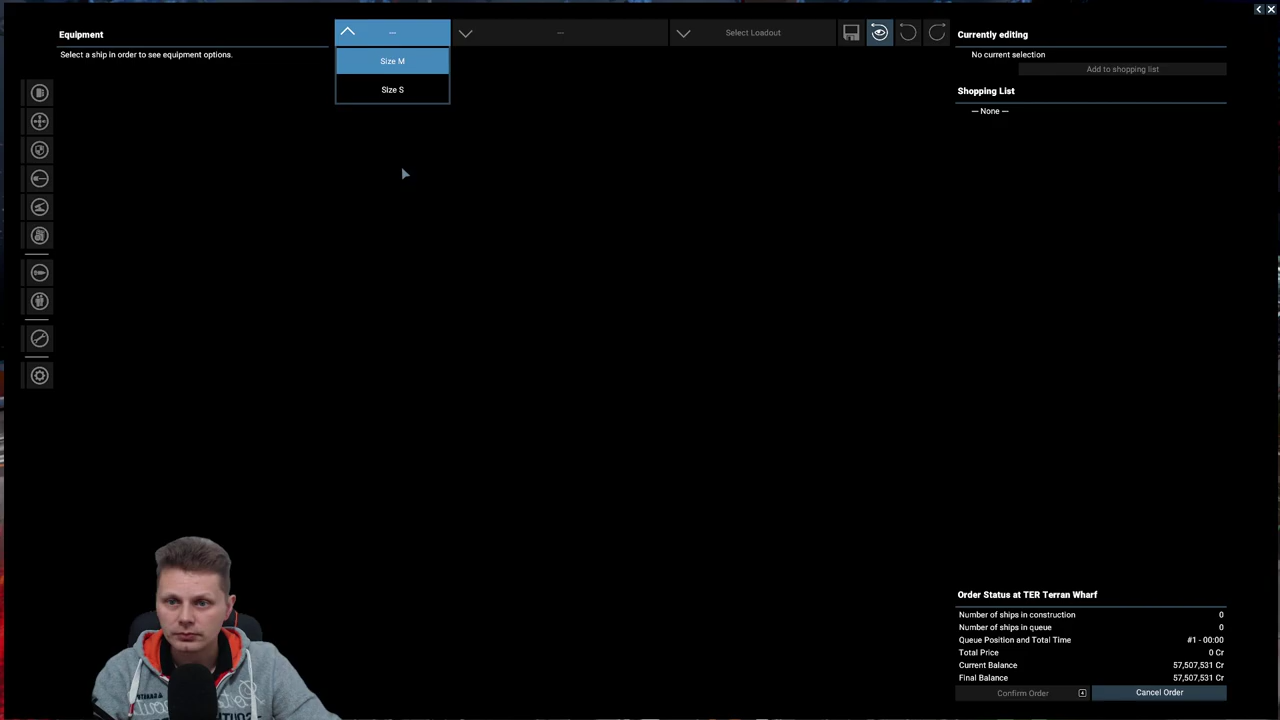 Equipment
Select a ship in order to see equipment options.
---
Size M
Size S
---
Select Loadout
Currently editing
No current selection
Add to shopping list
Shopping List
--- None ---
Order Status at TER Terran Wharf
Number of ships in construction 0
Number of ships in queue 0
Queue Position and Total Time #1 - 00:00
Total Price 0 Cr
Current Balance 57,507,531 Cr
Final Balance 57,507,531 Cr
Confirm Order
Cancel Order